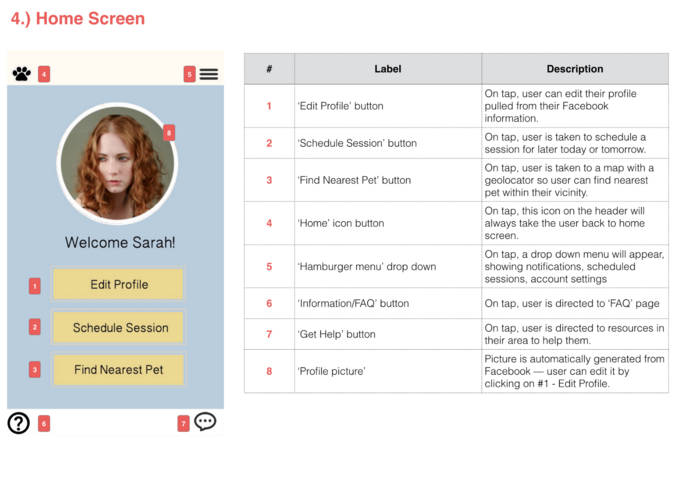 4.) Home Screen
4
5
8
Welcome Sarah!
1
Edit Profile
2
Schedule Session
3
Find Nearest Pet
?
6
7
# Label Description
1 ‘Edit Profile’ button On tap, user can edit their profile
pulled from their Facebook
information.
2 ‘Schedule Session’ button On tap, user is taken to schedule a
session for later today or tomorrow.
3 ‘Find Nearest Pet’ button On tap, user is taken to a map with a
geolocator so user can find nearest
pet within their vicinity.
4 ‘Home’ icon button On tap, this icon on the header will
always take the user back to home
screen.
5 ‘Hamburger menu’ drop down On tap, a drop down menu will appear,
showing notifications, scheduled
sessions, account settings
6 ‘Information/FAQ’ button On tap, user is directed to ‘FAQ’ page
7 ‘Get Help’ button On tap, user is directed to resources in
their area to help them.
8 ‘Profile picture’ Picture is automatically generated from
Facebook — user can edit it by
clicking on #1 - Edit Profile.